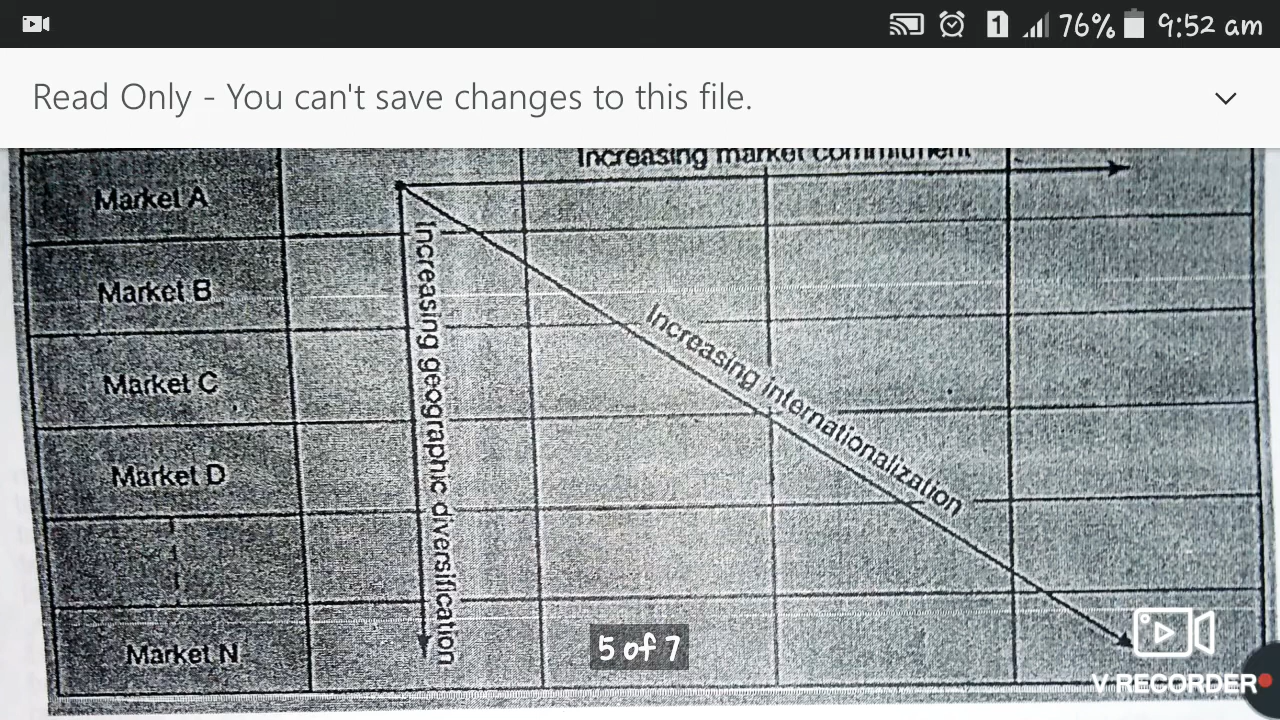 1 76% 9:52 am
Read Only - You can't save changes to this file.
Increasing market commitment
Market A
Market B
Market C
Market D
Market N
Increasing geographic diversification
Increasing internationalization
5 of 7
V RECORDER